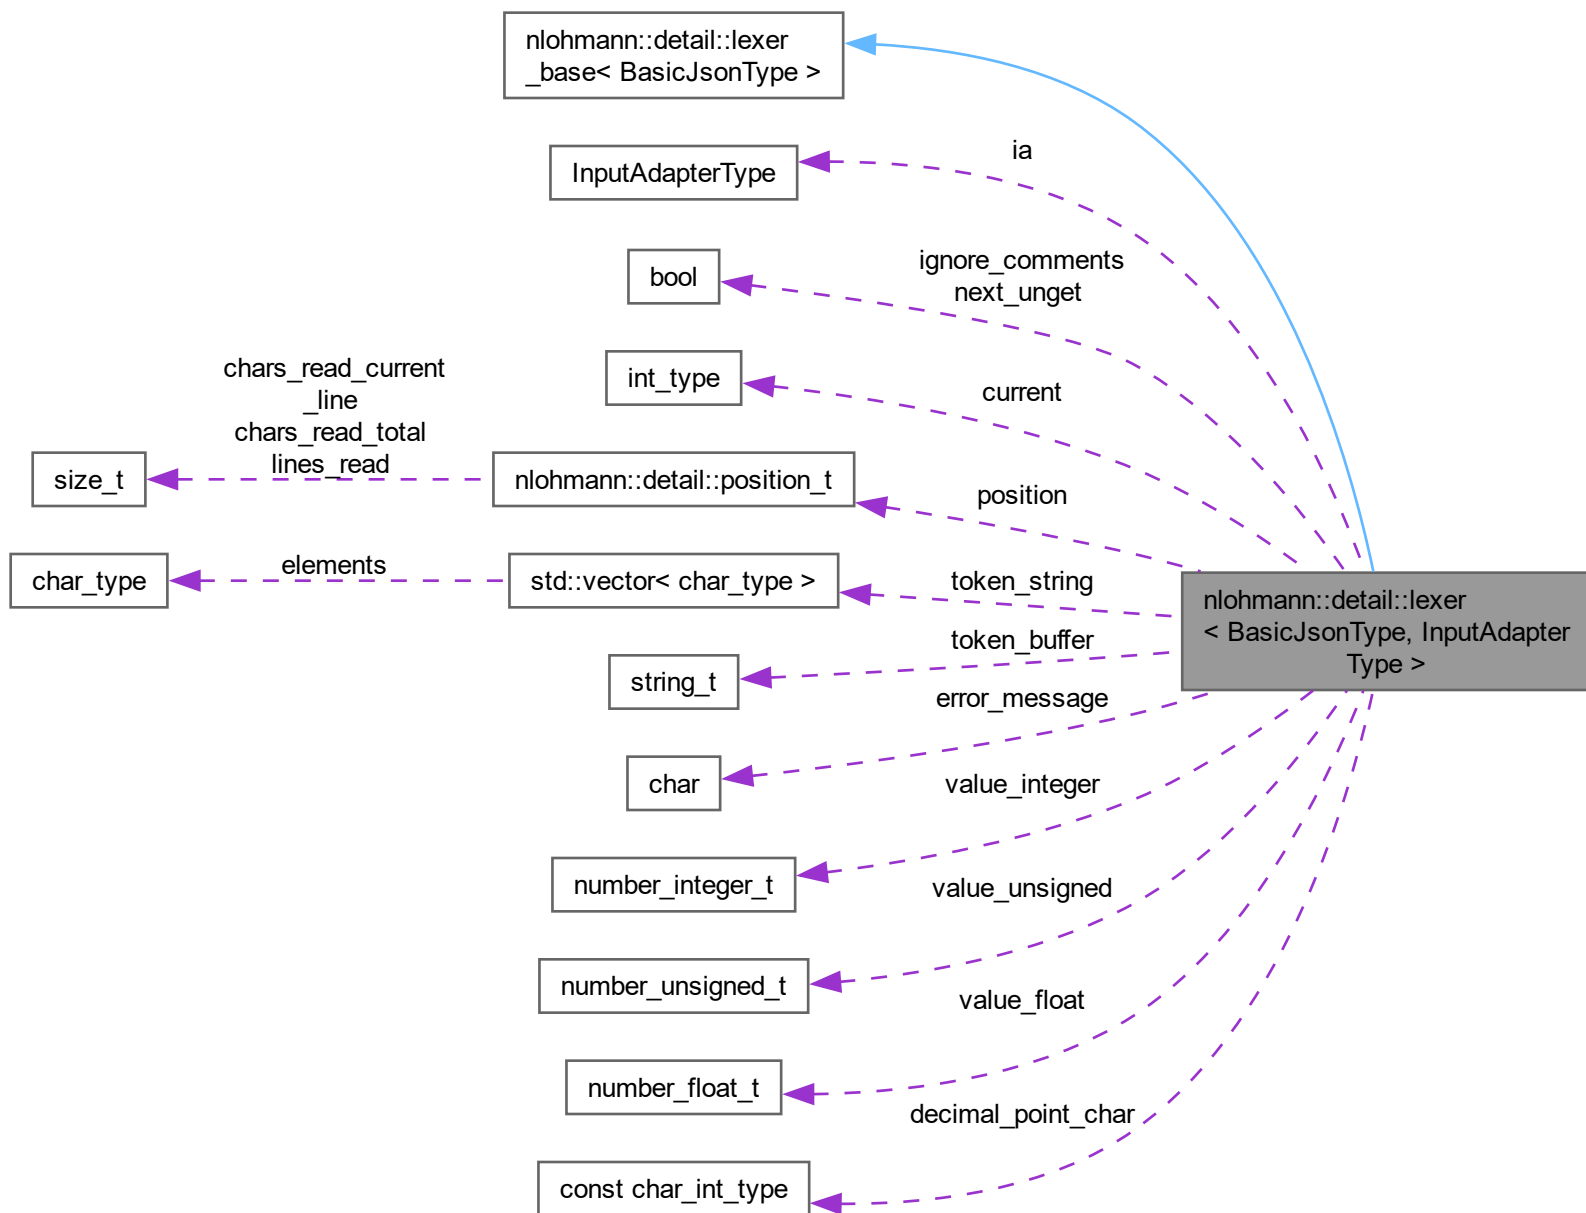 nlohmann::detail::lexer
_base< BasicJsonType >
InputAdapterType
ia
bool
ignore_comments
next_unget
int_type
current
size_t
chars_read_current
_line
chars_read_total
lines_read
nlohmann::detail::position_t
position
char_type
elements
std::vector< char_type >
token_string
nlohmann::detail::lexer
< BasicJsonType, InputAdapter
Type >
string_t
token_buffer
char
error_message
number_integer_t
value_integer
number_unsigned_t
value_unsigned
number_float_t
value_float
const char_int_type
decimal_point_char